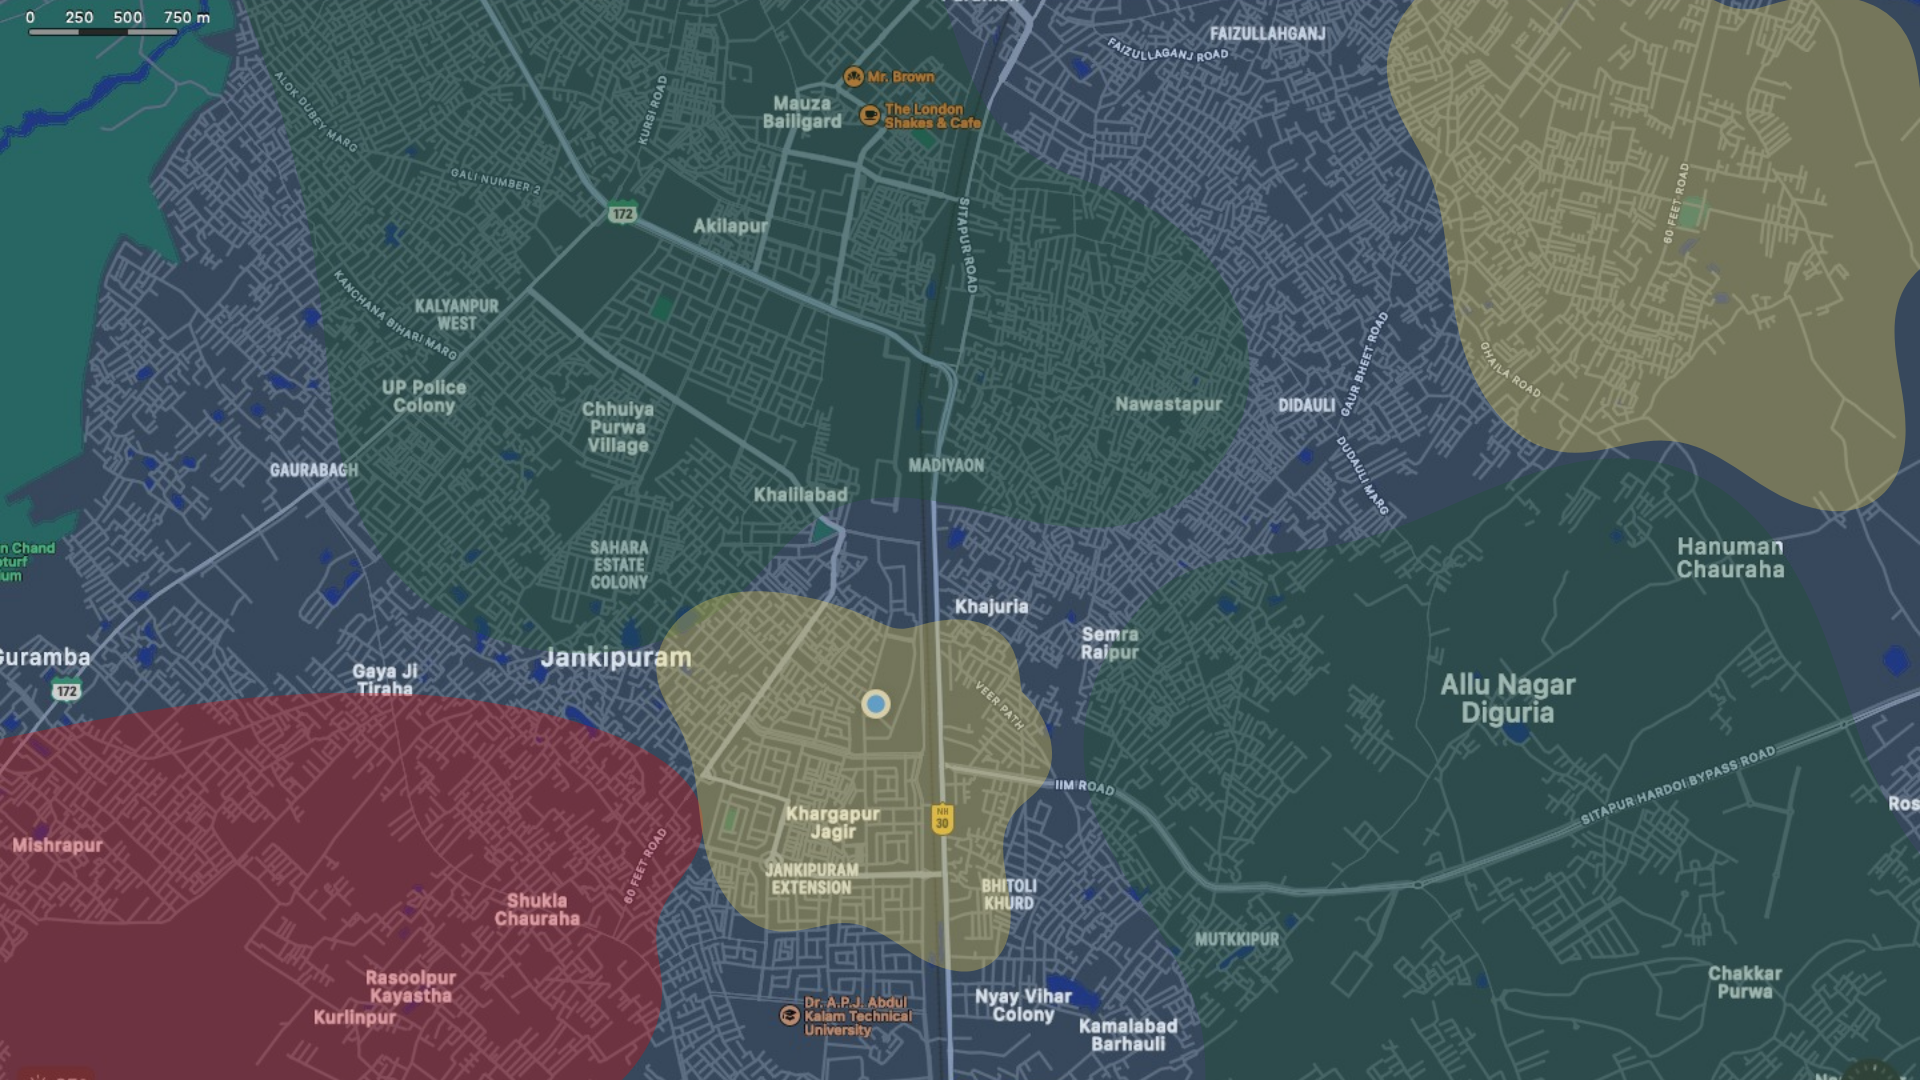 0 250 500 750 m
FAIZULLAHGANJ
FAIZULLAGANJ ROAD
Mr. Brown
Mauza
Bailigard
The London
Shakes & Cafe
ALOK DUBEY MARG
KURSI ROAD
GALI NUMBER 2
172
Akilapur
SITAPUR ROAD
60 FEET ROAD
KANCHANA BIHARI MARG
KALYANPUR
WEST
UP Police
Colony
Chhuiya
Purwa
Village
Nawastapur
DIDAULI
GAUR BHEET ROAD
GHAILA ROAD
DUDAULI MARG
GAURABAGH
MADIYAON
Khalilabad
SAHARA
ESTATE
COLONY
n Chand
oturf
um
Hanuman
Chauraha
Khajuria
Semra
Raipur
Guramba
172
Gaya Ji
Tiraha
Jankipuram
VEER PATH
Allu Nagar
Diguria
IIM ROAD
SITAPUR HARDOI BYPASS ROAD
Ros
Khargapur
Jagir
NH
30
Mishrapur
60 FEET ROAD
JANKIPURAM
EXTENSION
BHITOLI
KHURD
Shukla
Chauraha
MUTKKIPUR
Rasoolpur
Kayastha
Kurlinpur
Dr. A.P.J. Abdul
Kalam Technical
University
Nyay Vihar
Colony
Kamalabad
Barhauli
Chakkar
Purwa